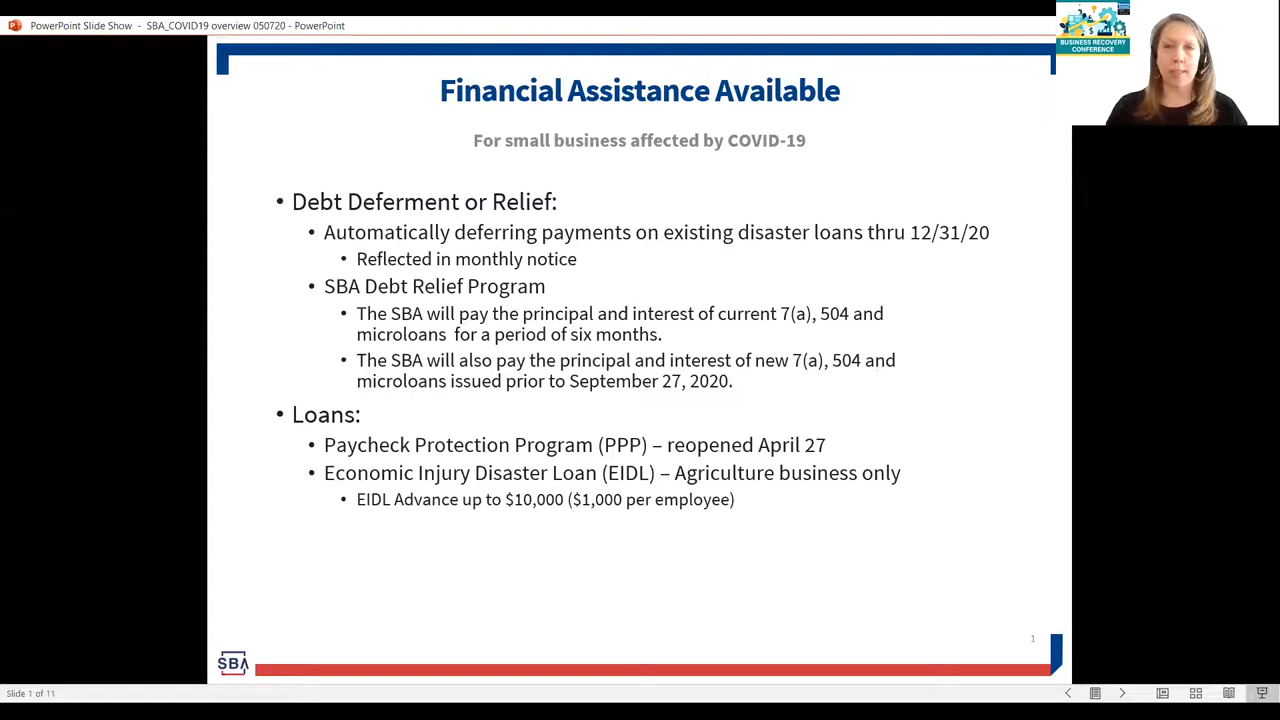 PowerPoint Slide Show - SBA_COVID19 overview 050720 - PowerPoint
BUSINESS RECOVERY
CONFERENCE
Financial Assistance Available
For small business affected by COVID-19
• Debt Deferment or Relief:
• Automatically deferring payments on existing disaster loans thru 12/31/20
• Reflected in monthly notice
• SBA Debt Relief Program
• The SBA will pay the principal and interest of current 7(a), 504 and
microloans for a period of six months.
• The SBA will also pay the principal and interest of new 7(a), 504 and
microloans issued prior to September 27, 2020.
• Loans:
• Paycheck Protection Program (PPP) – reopened April 27
• Economic Injury Disaster Loan (EIDL) – Agriculture business only
• EIDL Advance up to $10,000 ($1,000 per employee)
1
SBA
Slide 1 of 11